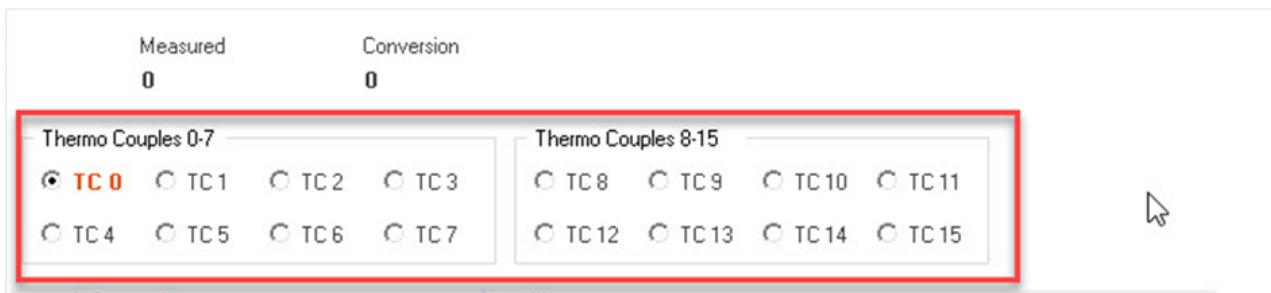 Measured Conversion
0 0
Thermo Couples 0-7 Thermo Couples 8-15
TC 0 TC 1 TC 2 TC 3 TC 8 TC 9 TC 10 TC 11
TC 4 TC 5 TC 6 TC 7 TC 12 TC 13 TC 14 TC 15